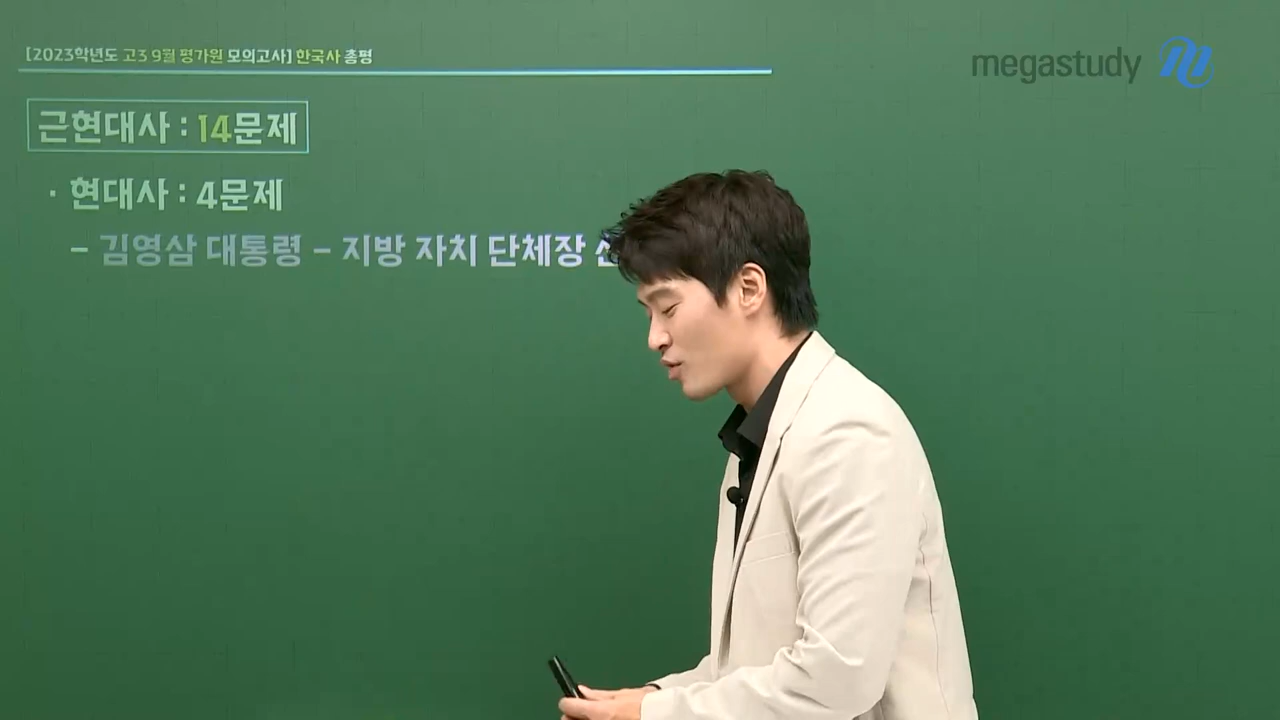 [2023학년도 고3 9월 평가원 모의고사] 한국사 총평
megastudy
근현대사 : 14문제
· 현대사 : 4문제
– 김영삼 대통령 – 지방 자치 단체장